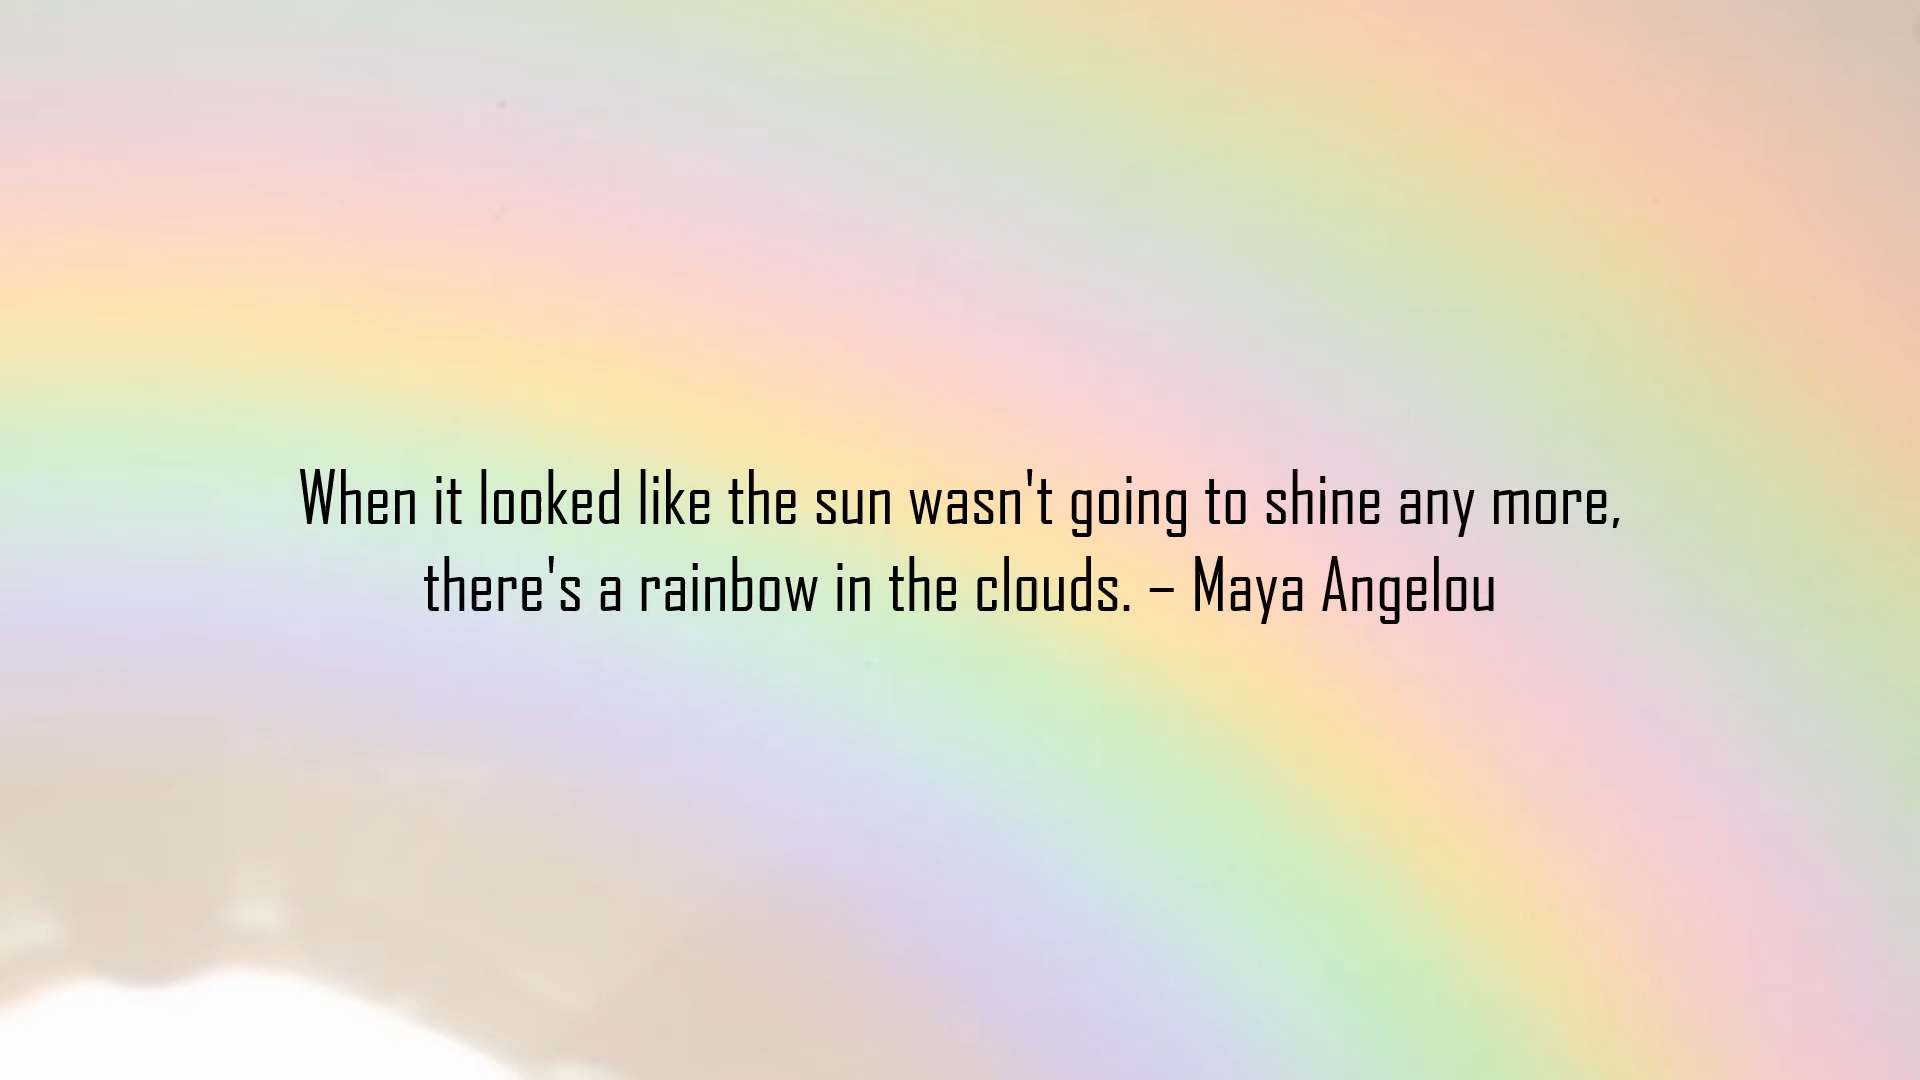 When it looked like the sun wasn't going to shine any more,
there's a rainbow in the clouds. – Maya Angelou